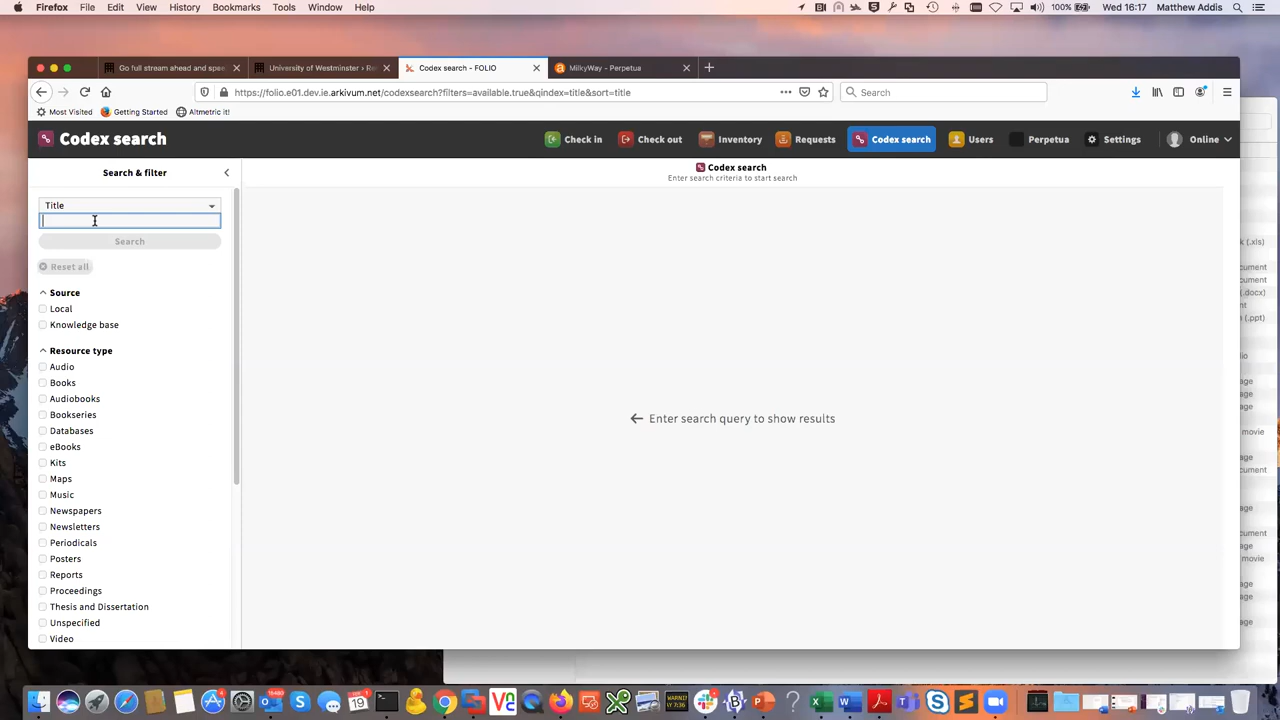 Firefox File Edit View History Bookmarks Tools Window Help 100% Wed 16:17 Matthew Addis
Go full stream ahead and spe
University of Westminster › Re
Codex search - FOLIO
MilkyWay - Perpetua
https://folio.e01.dev.ie.arkivum.net/codexsearch?filters=available.true&qindex=title&sort=title
Search
Most Visited Getting Started Altmetric it!
Codex search
Check in Check out Inventory Requests Codex search Users Perpetua Settings Online
Search & filter
Codex search
Enter search criteria to start search
Title
Search
Reset all
Source
Local
Knowledge base
Resource type
Audio
Books
Audiobooks
Bookseries
Databases
eBooks
Kits
Maps
Music
Newspapers
Newsletters
Periodicals
Posters
Reports
Proceedings
Thesis and Dissertation
Unspecified
Video
Enter search query to show results
(.xls)
(.docx)
(.ppt)
movie
movie